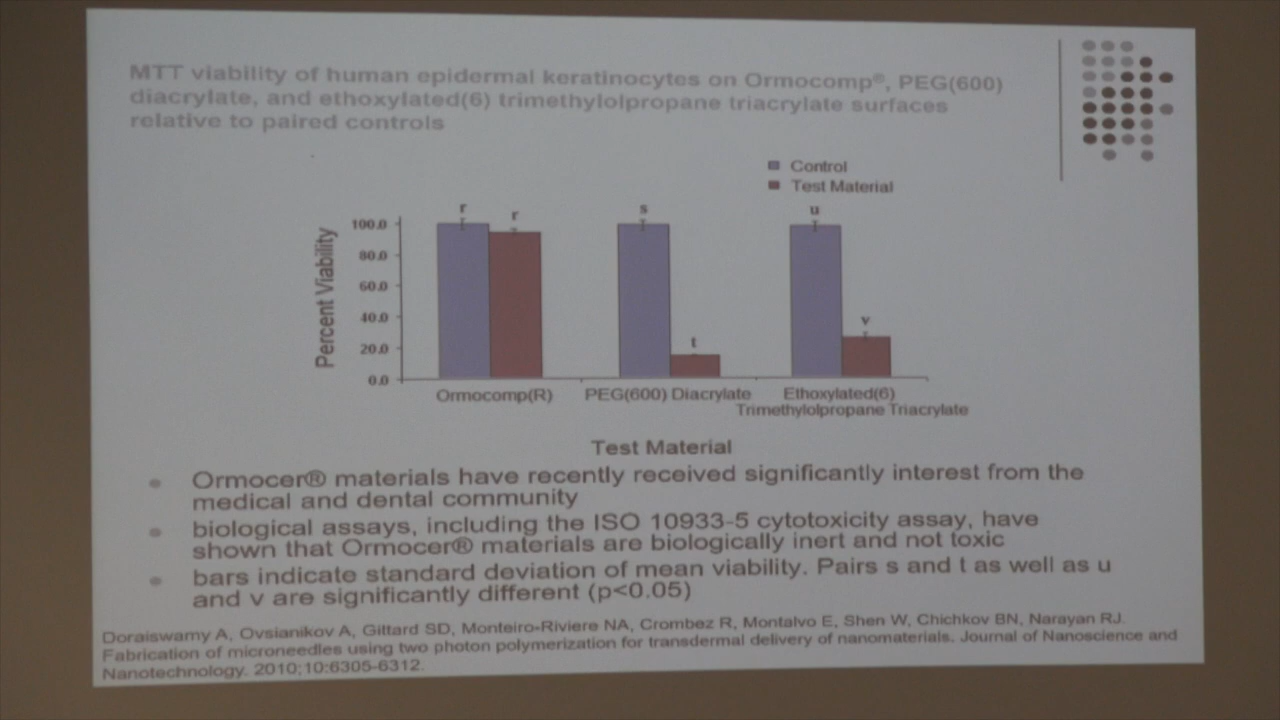 MTT viability of human epidermal keratinocytes on Ormocomp®, PEG(600)
diacrylate, and ethoxylated(6) trimethylolpropane triacrylate surfaces
relative to paired controls
Control
Test Material
r
r
s
t
u
v
Percent Viability
100.0
80.0
60.0
40.0
20.0
0.0
Ormocomp(R)
PEG(600) Diacrylate
Ethoxylated(6)
Trimethylolpropane Triacrylate
Test Material
Ormocer® materials have recently received significantly interest from the
medical and dental community
biological assays, including the ISO 10933-5 cytotoxicity assay, have
shown that Ormocer® materials are biologically inert and not toxic
bars indicate standard deviation of mean viability. Pairs s and t as well as u
and v are significantly different (p<0.05)
Doraiswamy A, Ovsianikov A, Gittard SD, Monteiro-Riviere NA, Crombez R, Montalvo E, Shen W, Chichkov BN, Narayan RJ.
Fabrication of microneedles using two photon polymerization for transdermal delivery of nanomaterials. Journal of Nanoscience and
Nanotechnology. 2010;10:6305-6312.